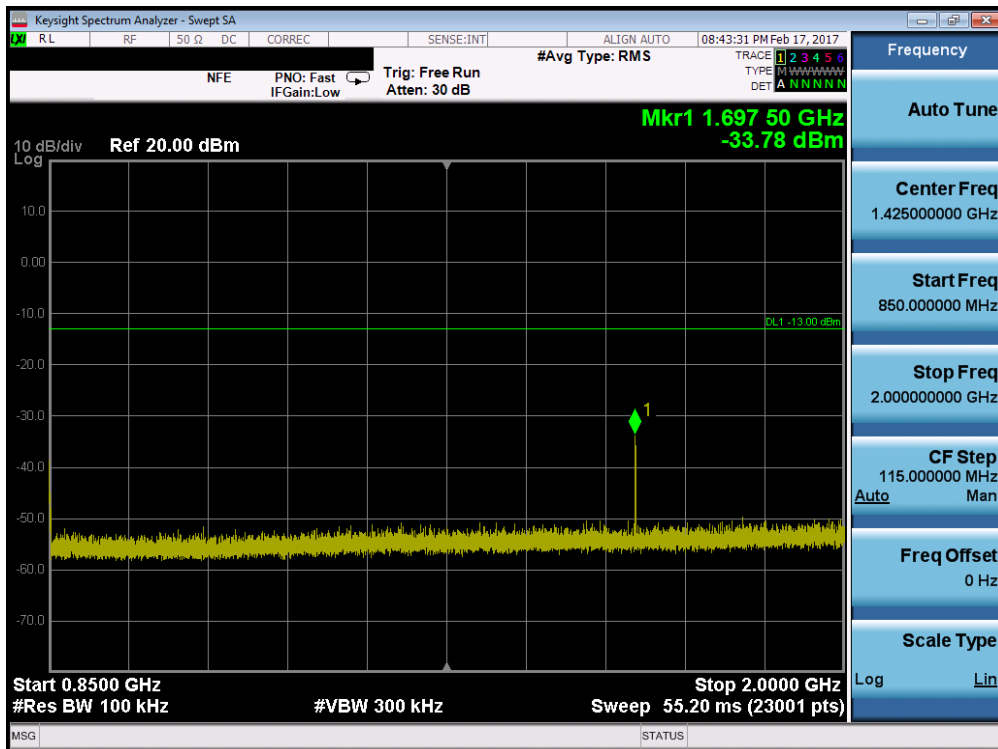 Keysight Spectrum Analyzer - Swept SA
LXI RL RF 50 Ω DC CORREC SENSE:INT ALIGN AUTO 08:43:31 PM Feb 17, 2017
#Avg Type: RMS
TRACE 1 2 3 4 5 6
TYPE M WWWWW
DET A N N N N N
NFE PNO: Fast Trig: Free Run
IFGain:Low Atten: 30 dB
Mkr1 1.697 50 GHz
-33.78 dBm
10 dB/div Ref 20.00 dBm
Log
10.0
0.00
-10.0
DL1 -13.00 dBm
-20.0
-30.0
1
-40.0
-50.0
-60.0
-70.0
Start 0.8500 GHz Stop 2.0000 GHz
#Res BW 100 kHz #VBW 300 kHz Sweep 55.20 ms (23001 pts)
MSG STATUS
Frequency
Auto Tune
Center Freq
1.425000000 GHz
Start Freq
850.000000 MHz
Stop Freq
2.000000000 GHz
CF Step
115.000000 MHz
Auto Man
Freq Offset
0 Hz
Scale Type
Log Lin